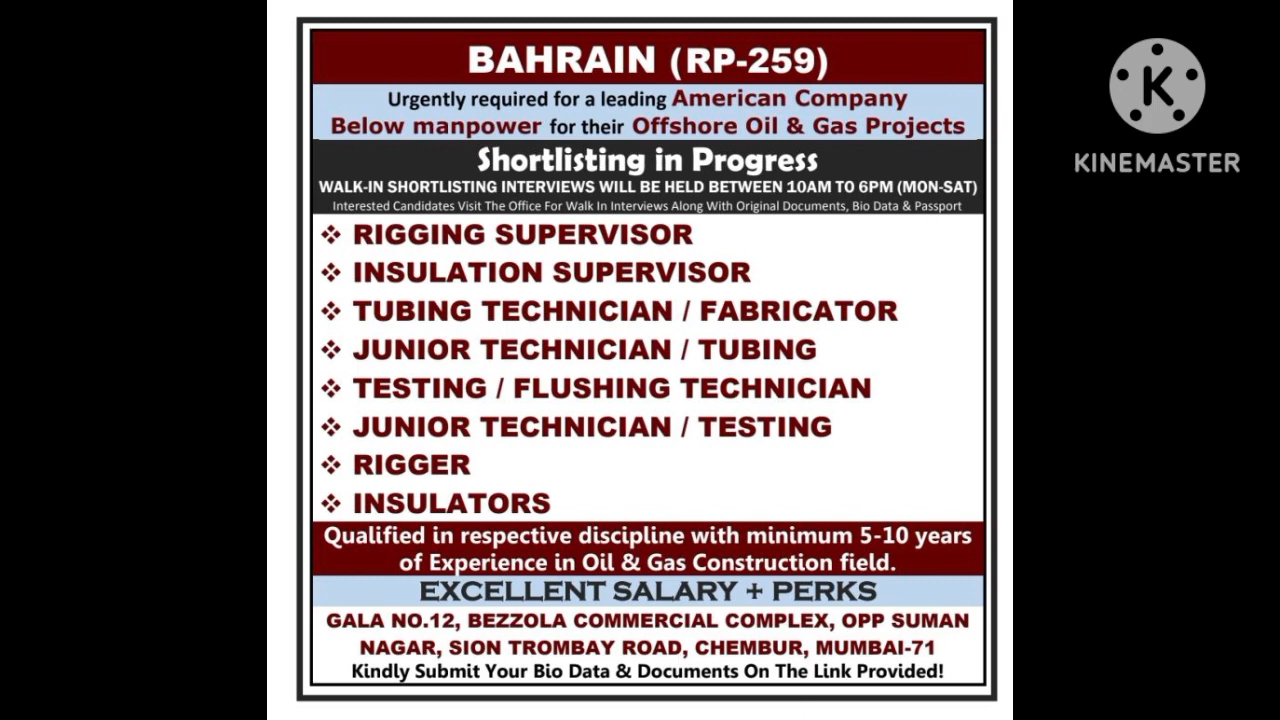 BAHRAIN (RP-259)
Urgently required for a leading American Company
Below manpower for their Offshore Oil & Gas Projects
Shortlisting in Progress
WALK-IN SHORTLISTING INTERVIEWS WILL BE HELD BETWEEN 10AM TO 6PM (MON-SAT)
Interested Candidates Visit The Office For Walk In Interviews Along With Original Documents, Bio Data & Passport
❖ RIGGING SUPERVISOR
❖ INSULATION SUPERVISOR
❖ TUBING TECHNICIAN / FABRICATOR
❖ JUNIOR TECHNICIAN / TUBING
❖ TESTING / FLUSHING TECHNICIAN
❖ JUNIOR TECHNICIAN / TESTING
❖ RIGGER
❖ INSULATORS
Qualified in respective discipline with minimum 5-10 years
of Experience in Oil & Gas Construction field.
EXCELLENT SALARY + PERKS
GALA NO.12, BEZZOLA COMMERCIAL COMPLEX, OPP SUMAN
NAGAR, SION TROMBAY ROAD, CHEMBUR, MUMBAI-71
Kindly Submit Your Bio Data & Documents On The Link Provided!
K
KINEMASTER